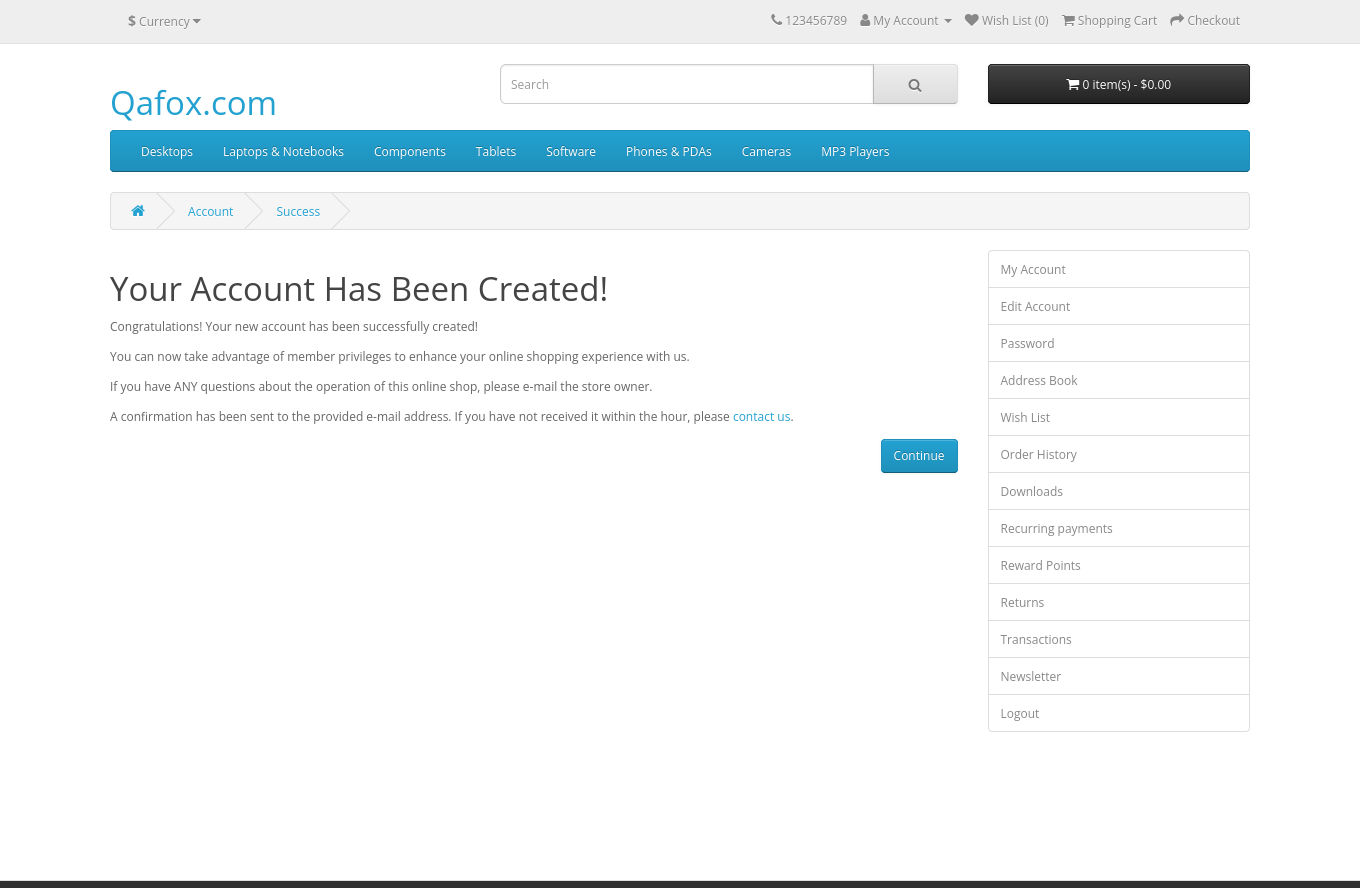 $ Currency
123456789 My Account Wish List (0) Shopping Cart Checkout
Qafox.com
Search
0 item(s) - $0.00
Desktops Laptops & Notebooks Components Tablets Software Phones & PDAs Cameras MP3 Players
Account Success
Your Account Has Been Created!
Congratulations! Your new account has been successfully created!
You can now take advantage of member privileges to enhance your online shopping experience with us.
If you have ANY questions about the operation of this online shop, please e-mail the store owner.
A confirmation has been sent to the provided e-mail address. If you have not received it within the hour, please contact us.
Continue
My Account
Edit Account
Password
Address Book
Wish List
Order History
Downloads
Recurring payments
Reward Points
Returns
Transactions
Newsletter
Logout